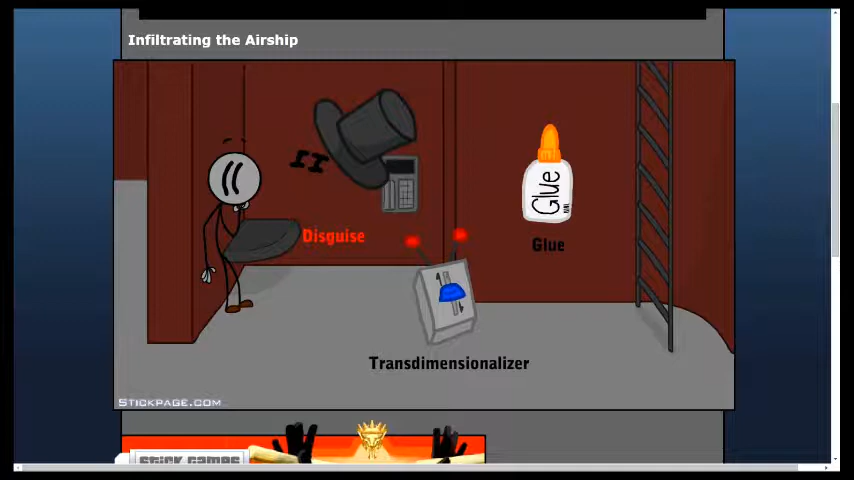 Infiltrating the Airship
Disguise
Glue
Glue
Transdimensionalizer
STICKPAGE.COM
STICK GAMES